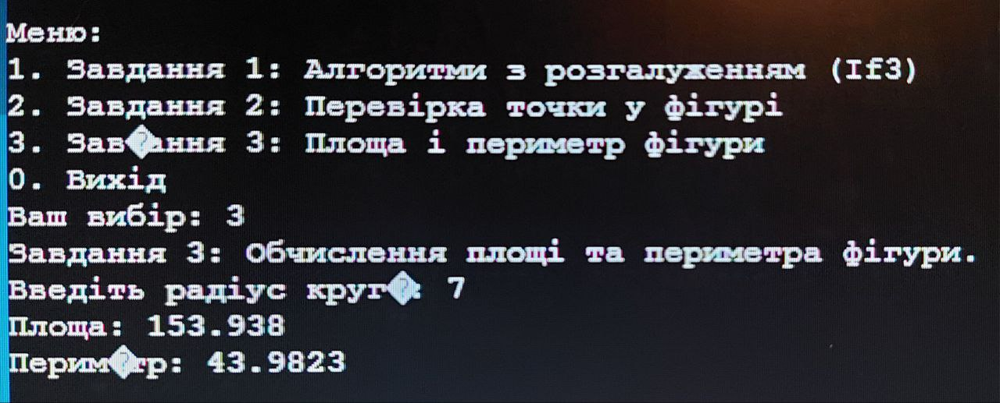 Меню:
1. Завдання 1: Алгоритми з розгалуженням (If3)
2. Завдання 2: Перевірка точки у фігурі
3. Зав�ання 3: Площа і периметр фігури
0. Вихід
Ваш вибір: 3
Завдання 3: Обчислення площі та периметра фігури.
Введіть радіус круг�: 7
Площа: 153.938
Перим�тр: 43.9823